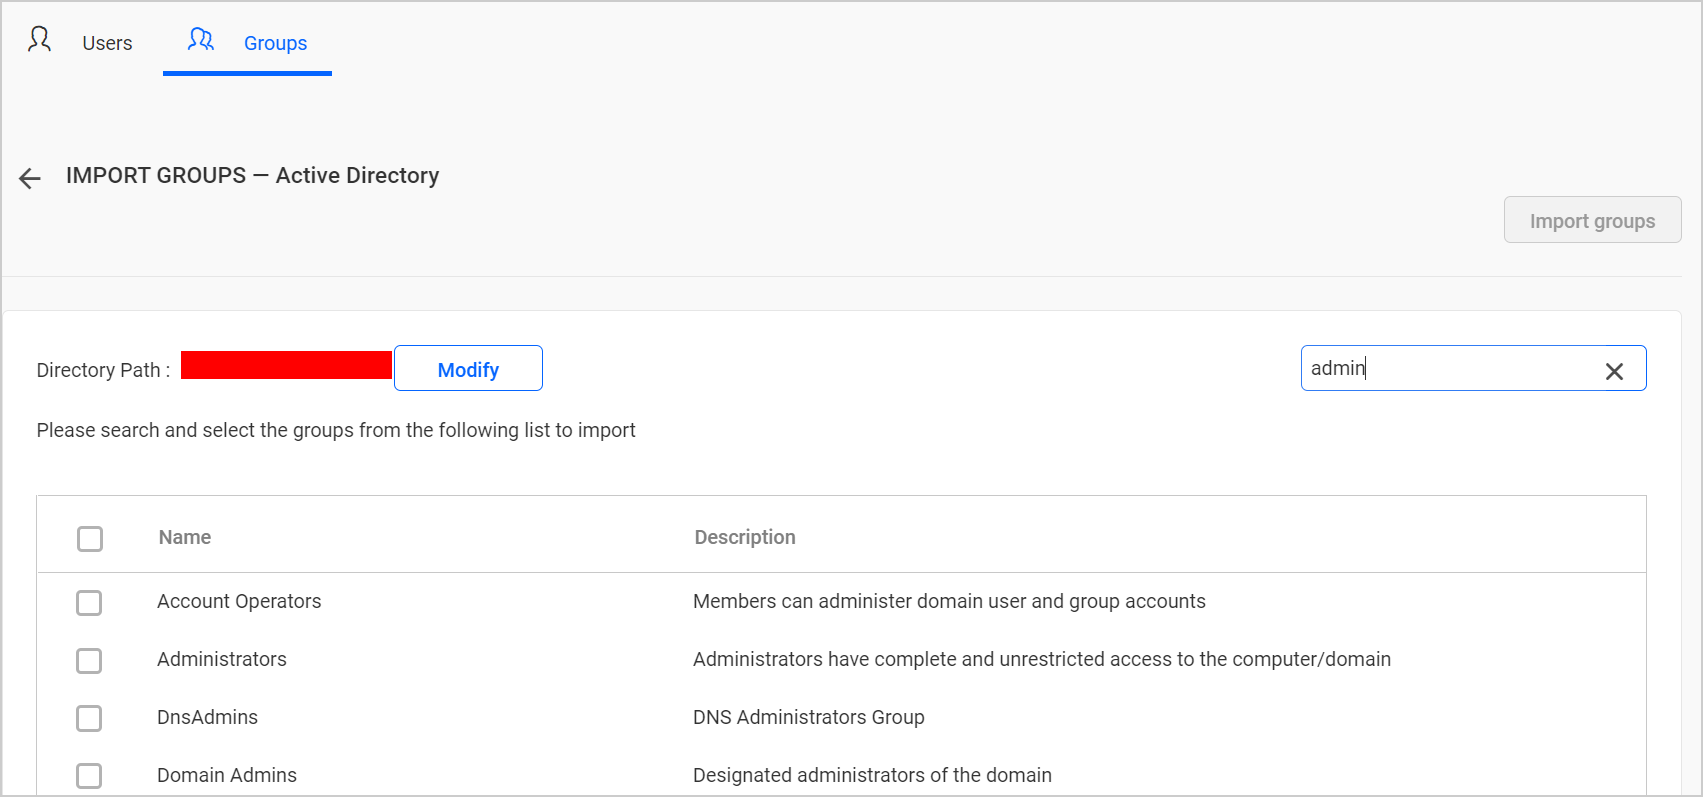 Users Groups
IMPORT GROUPS — Active Directory
Import groups
Directory Path : Modify admin
Please search and select the groups from the following list to import
Name Description
Account Operators Members can administer domain user and group accounts
Administrators Administrators have complete and unrestricted access to the computer/domain
DnsAdmins DNS Administrators Group
Domain Admins Designated administrators of the domain